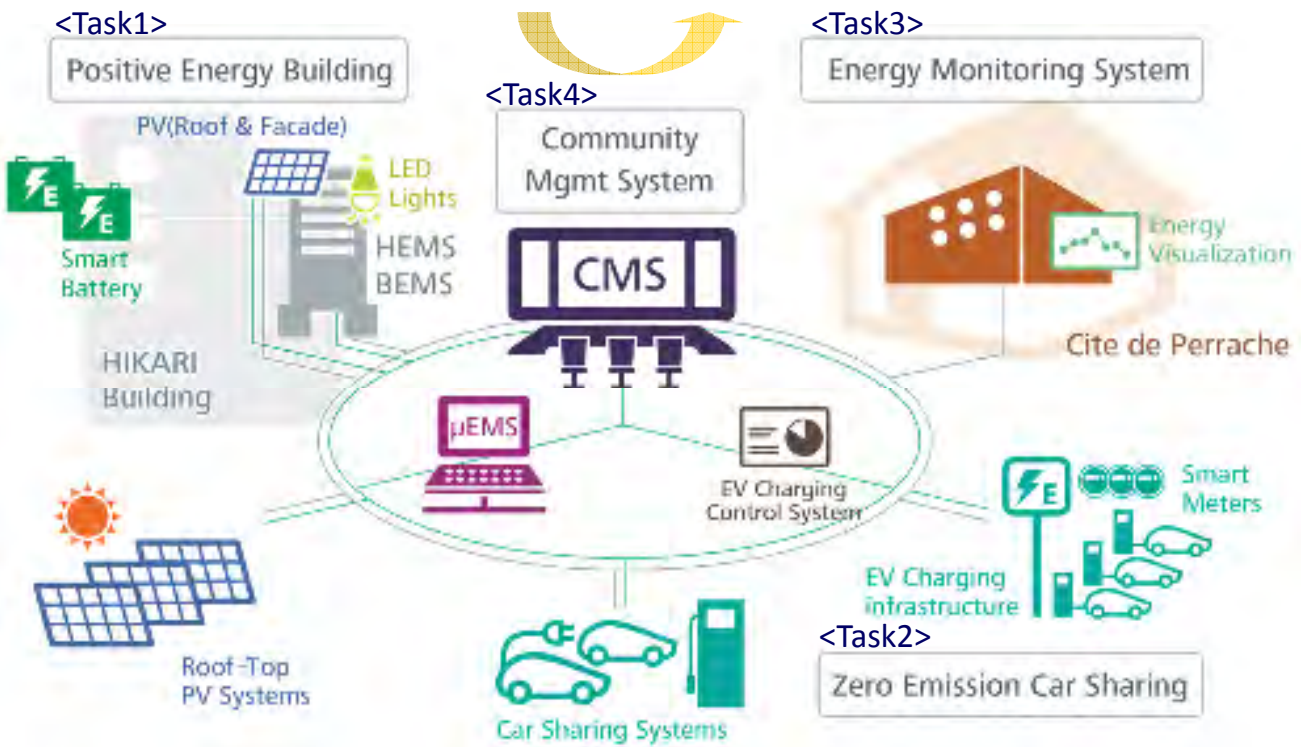 <Task1>
Positive Energy Building
PV(Roof & Facade)
E
E
Smart
Battery
LED
Lights
HEMS
BEMS
HIKARI
Building
<Task4>
Community
Mgmt System
CMS
<Task3>
Energy Monitoring System
Energy
Visualization
Cite de Perrache
µEMS
EV Charging
Control System
Roof-Top
PV Systems
Car Sharing Systems
E
Smart
Meters
EV Charging
infrastructure
<Task2>
Zero Emission Car Sharing